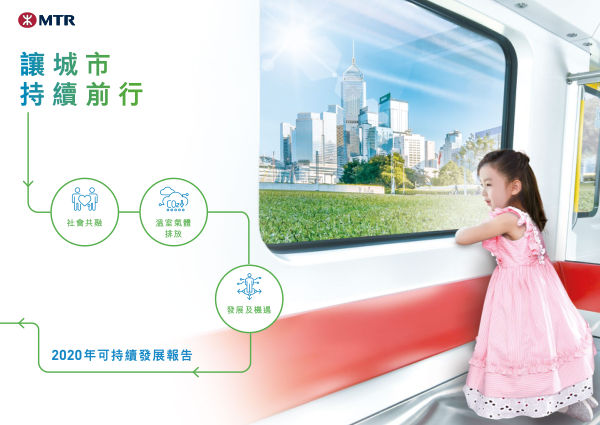 MTR
讓城市
持續前行
社會共融
溫室氣體
排放
發展及機遇
2020年可持續發展報告